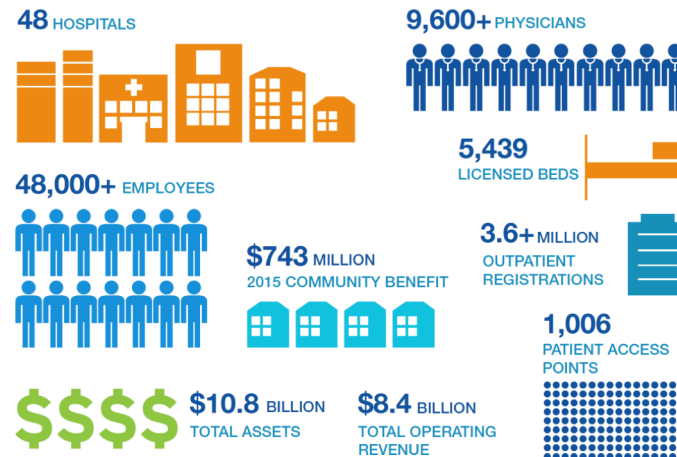 48 HOSPITALS
9,600+ PHYSICIANS
5,439
LICENSED BEDS
48,000+ EMPLOYEES
$743 MILLION
2015 COMMUNITY BENEFIT
3.6+ MILLION
OUTPATIENT
REGISTRATIONS
1,006
PATIENT ACCESS
POINTS
$$$$
$10.8 BILLION
TOTAL ASSETS
$8.4 BILLION
TOTAL OPERATING
REVENUE